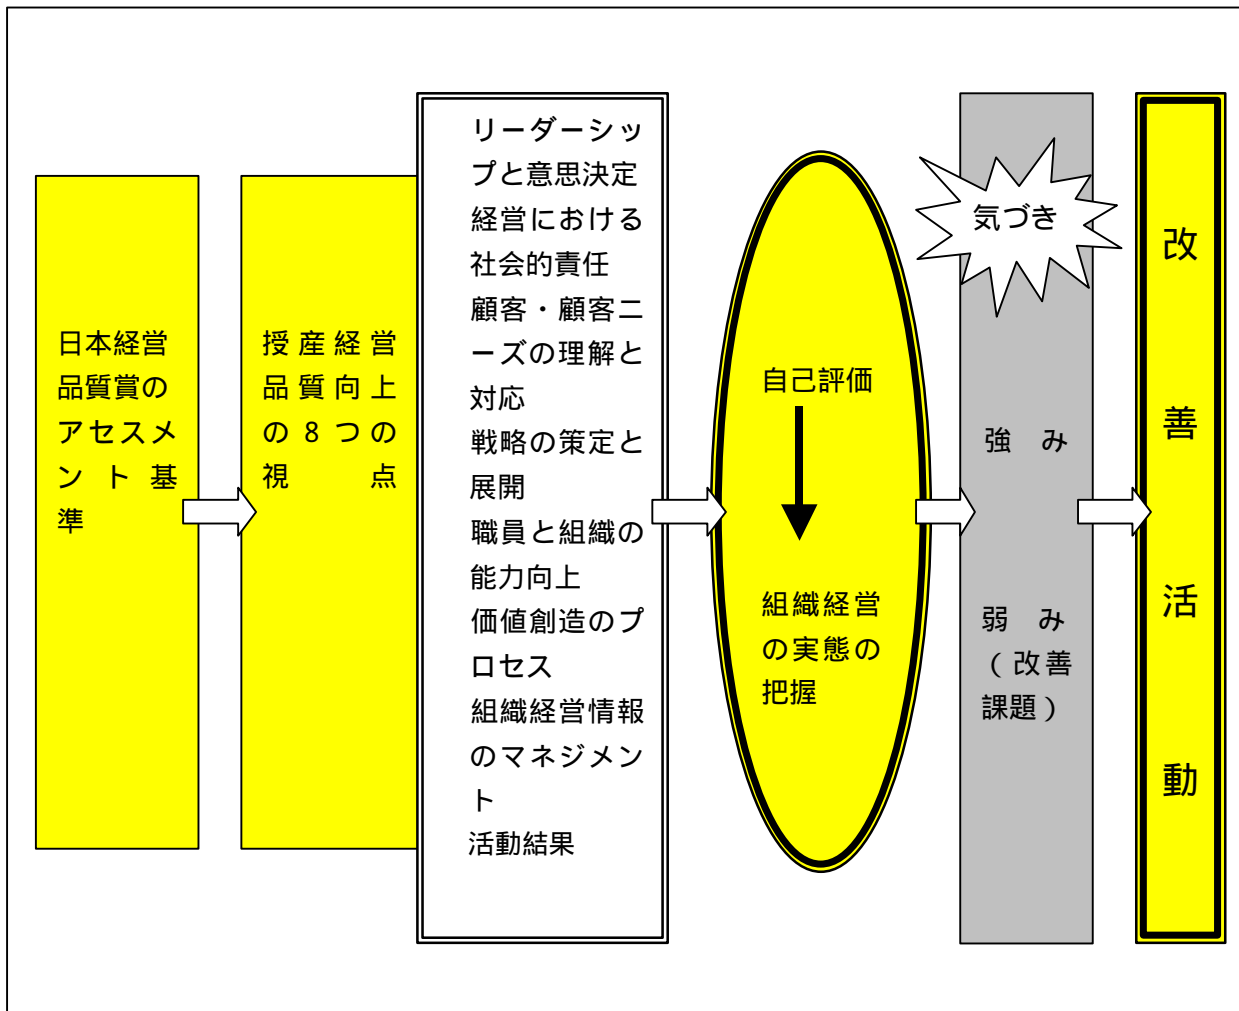 日本経営
品質賞の
アセスメ
ント基
準
授産経営
品質向上
の8つの
視点
リーダーシッ
プと意思決定
経営における
社会的責任
顧客・顧客ニ
ーズの理解と
対応
戦略の策定と
展開
職員と組織の
能力向上
価値創造のプ
ロセス
組織経営情報
のマネジメン
ト
活動結果
自己評価
組織経営
の実態の
把握
気づき
強み
弱み
(改善
課題)
改
善
活
動